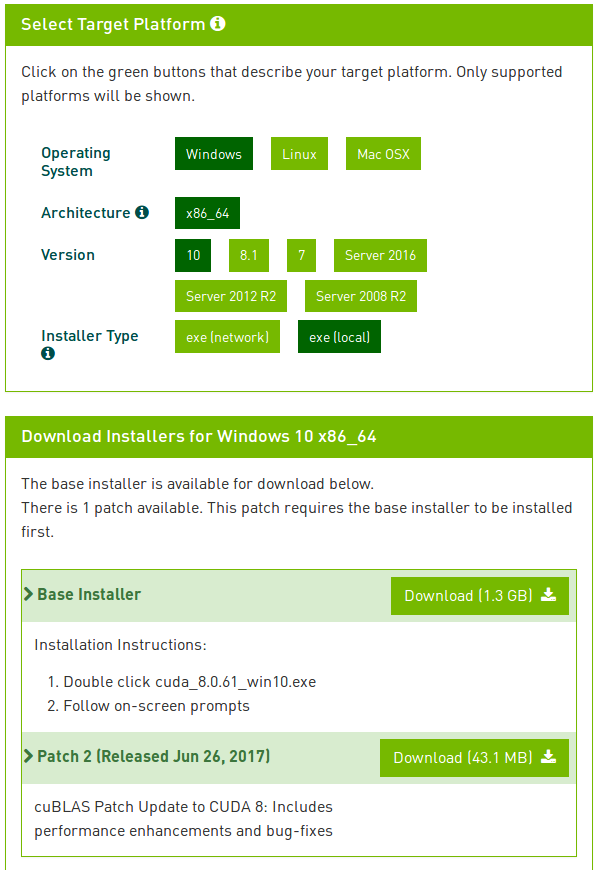 Select Target Platform
Click on the green buttons that describe your target platform. Only supported
platforms will be shown.
Operating
System
Windows Linux Mac OSX
Architecture x86_64
Version 10 8.1 7 Server 2016
Server 2012 R2 Server 2008 R2
Installer Type exe (network) exe (local)
Download Installers for Windows 10 x86_64
The base installer is available for download below.
There is 1 patch available. This patch requires the base installer to be installed
first.
Base Installer Download (1.3 GB)
Installation Instructions:
1. Double click cuda_8.0.61_win10.exe
2. Follow on-screen prompts
Patch 2 (Released Jun 26, 2017) Download (43.1 MB)
cuBLAS Patch Update to CUDA 8: Includes
performance enhancements and bug-fixes